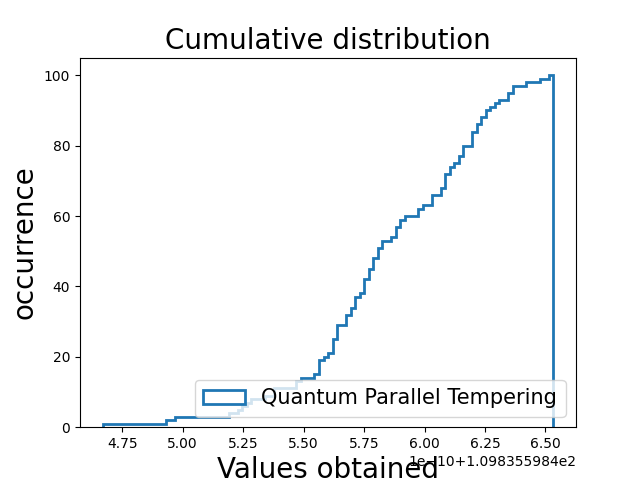 Cumulative distribution
occurrence
100
80
60
40
20
0
Quantum Parallel Tempering
4.75 5.00 5.25 5.50 5.75 6.00 6.25 6.50
1e−10+1.098355984e2
Values obtained